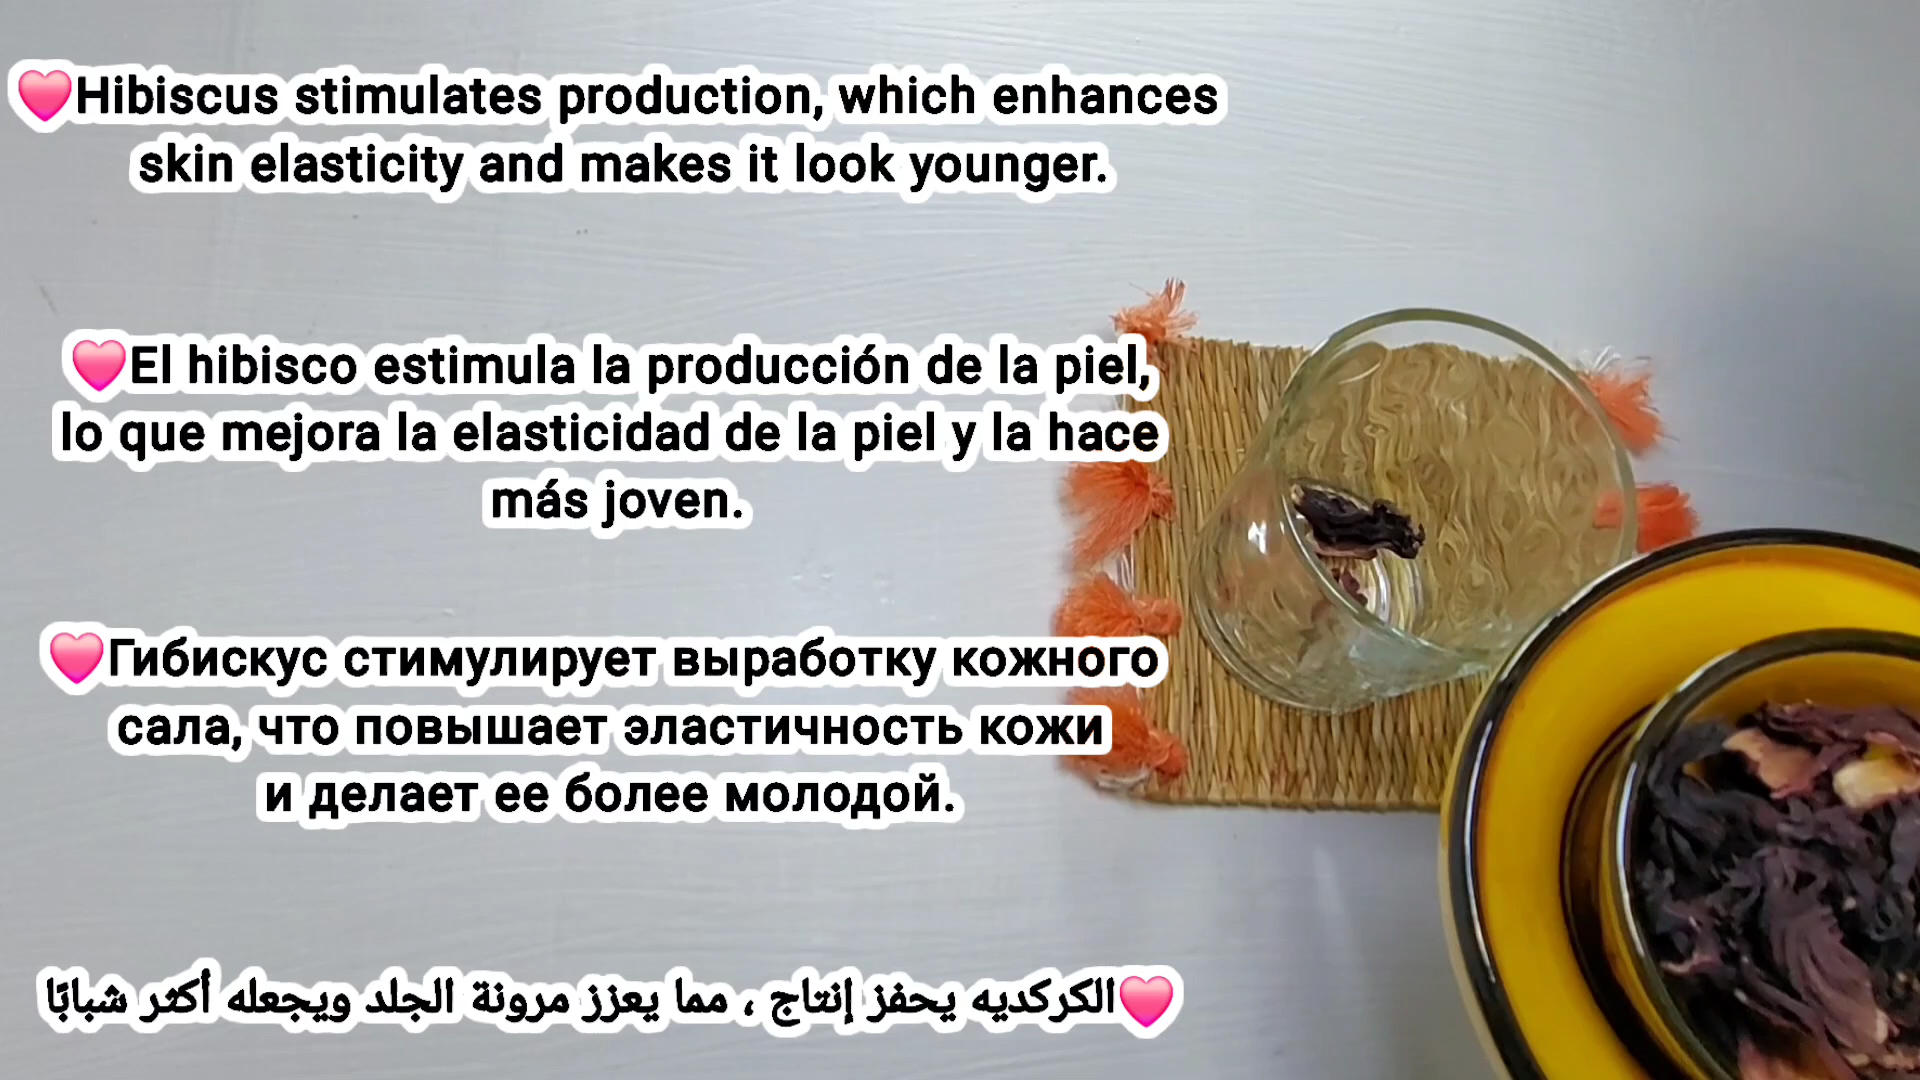 🩷Hibiscus stimulates production, which enhances
skin elasticity and makes it look younger.
🩷El hibisco estimula la producción de la piel,
lo que mejora la elasticidad de la piel y la hace
más joven.
🩷Гибискус стимулирует выработку кожного
сала, что повышает эластичность кожи
и делает ее более молодой.
🩷الكركديه يحفز إنتاج ، مما يعزز مرونة الجلد ويجعله أكثر شبابًا